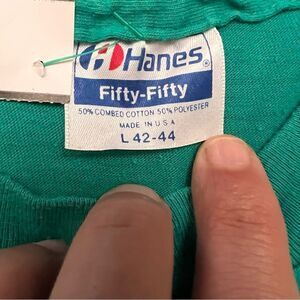 Hanes®
Fifty-Fifty
50% COMBED COTTON 50% POLYESTER
MADE IN U S A
L 42-44